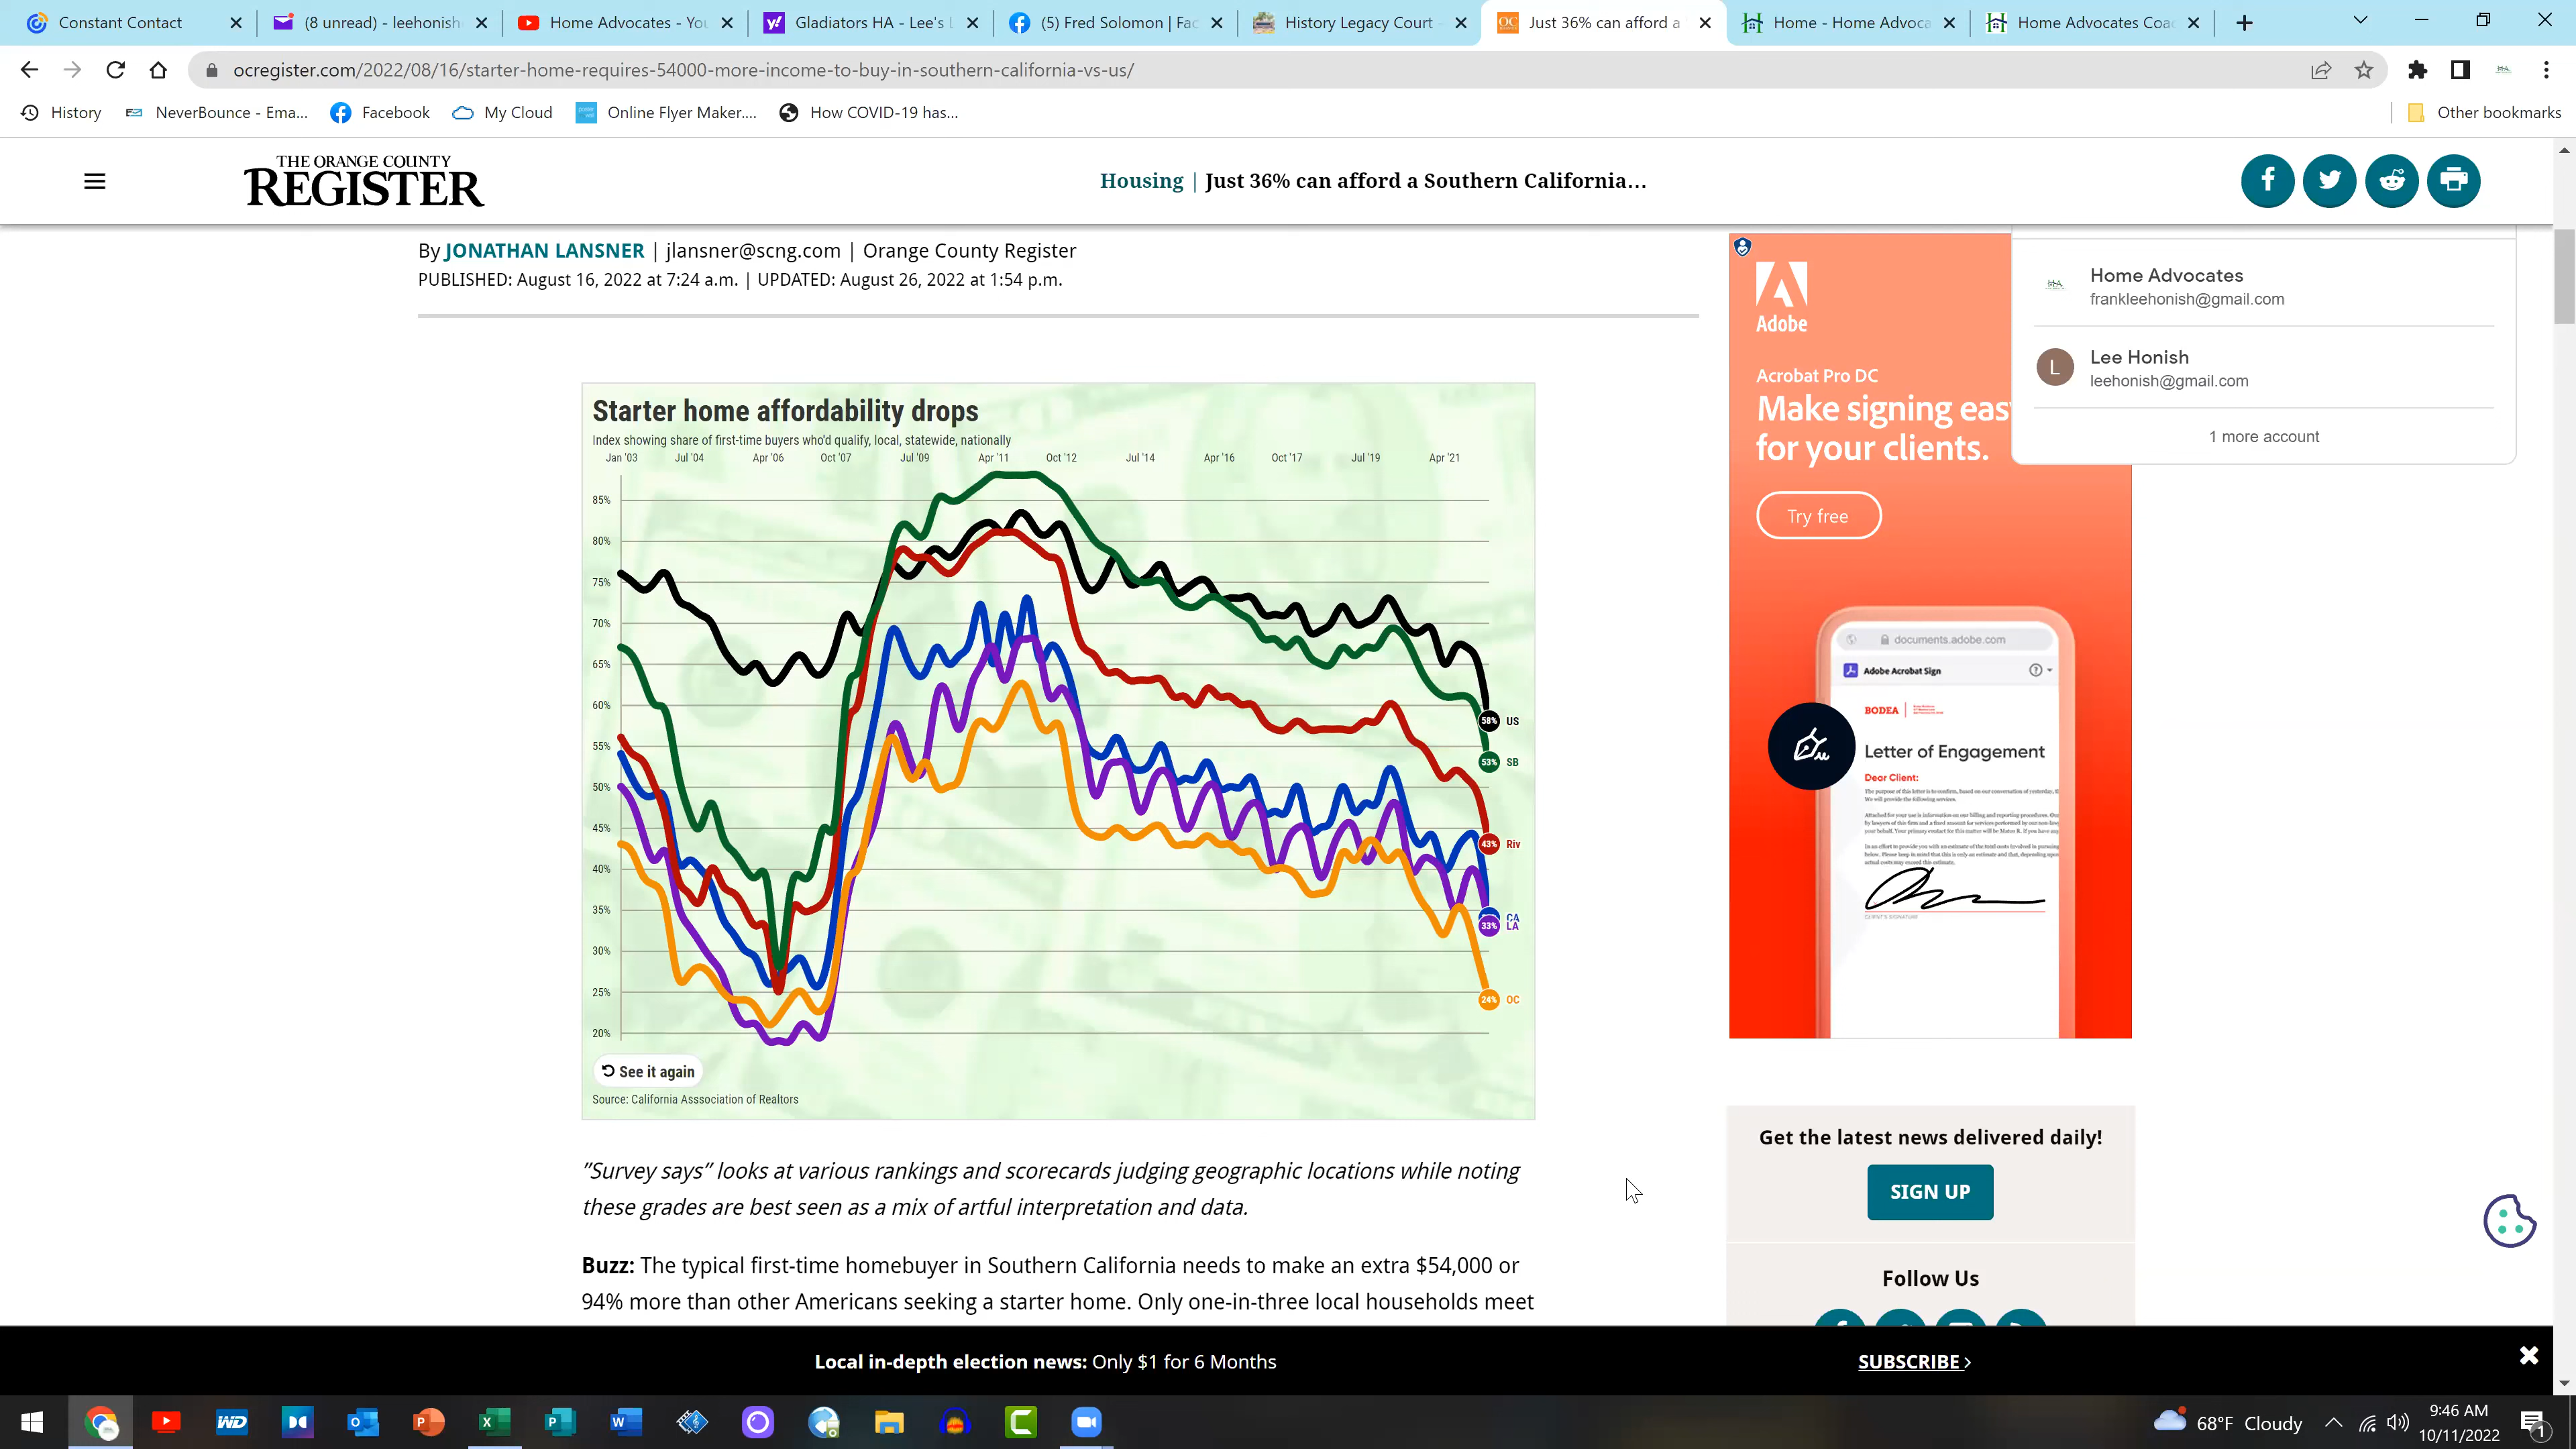 Constant Contact
(8 unread) - leehonish
Home Advocates - You
Gladiators HA - Lee's L
(5) Fred Solomon | Fac
History Legacy Court -
Just 36% can afford a
Home - Home Advoca
Home Advocates Coac
ocregister.com/2022/08/16/starter-home-requires-54000-more-income-to-buy-in-southern-california-vs-us/
History
NeverBounce - Ema...
Facebook
My Cloud
Online Flyer Maker....
How COVID-19 has...
Other bookmarks
THE ORANGE COUNTY
REGISTER
Housing | Just 36% can afford a Southern California...
By JONATHAN LANSNER | jlansner@scng.com | Orange County Register
PUBLISHED: August 16, 2022 at 7:24 a.m. | UPDATED: August 26, 2022 at 1:54 p.m.
Starter home affordability drops
Index showing share of first-time buyers who'd qualify, local, statewide, nationally
Jan '03 Jul '04 Apr '06 Oct '07 Jul '09 Apr '11 Oct '12 Jul '14 Apr '16 Oct '17 Jul '19 Apr '21
85%
80%
75%
70%
65%
60%
55%
50%
45%
40%
35%
30%
25%
20%
58% US
53% SB
43% Riv
CA
33% LA
24% OC
See it again
Source: California Asssociation of Realtors
"Survey says" looks at various rankings and scorecards judging geographic locations while noting
these grades are best seen as a mix of artful interpretation and data.
Buzz: The typical first-time homebuyer in Southern California needs to make an extra $54,000 or
94% more than other Americans seeking a starter home. Only one-in-three local households meet
Adobe
Acrobat Pro DC
Make signing eas
for your clients.
Try free
documents.adobe.com
Adobe Acrobat Sign
BODEA
Letter of Engagement
Dear Client:
Home Advocates
frankleehonish@gmail.com
L
Lee Honish
leehonish@gmail.com
1 more account
Get the latest news delivered daily!
SIGN UP
Follow Us
Local in-depth election news: Only $1 for 6 Months
SUBSCRIBE >
68°F Cloudy
9:46 AM
10/11/2022
1